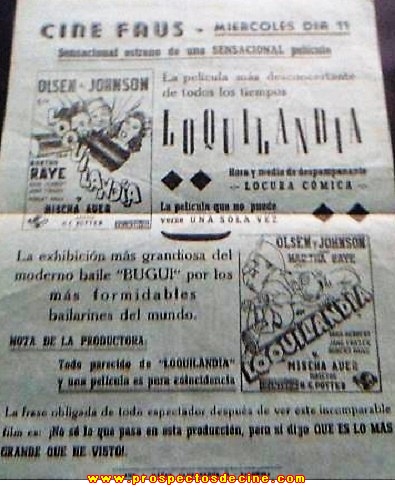 CINE FAUS - MIERCOLES DIA 11
Sensacional estreno de una SENSACIONAL película
OLSEN Y JOHNSON
EN
LOQUILANDIA
MARTHA
RAYE
Y
MISCHA AUER
La película más desconcertante
de todos los tiempos
LOQUILANDIA
Hora y media de despampanante
- LOCURA CÓMICA -
La película que no puede
verse UNA SOLA VEZ
La exhibición más grandiosa del
moderno baile "BUGUI" por los
más formidables
bailarines del mundo.
OLSEN Y JOHNSON
MARTHA RAYE
LOQUILANDIA
Y
MISCHA AUER
H.C. POTTER
NOTA DE LA PRODUCTORA:
Todo parecido de "LOQUILANDIA"
y una película es pura coincidencia
La frase obligada de todo espectador después de ver este incomparable
film es: ¡No sé lo que pasa en esta producción, pero si digo QUE ES LO MÁS
GRANDE QUE HE VISTO!
www.prospectosdecine.com